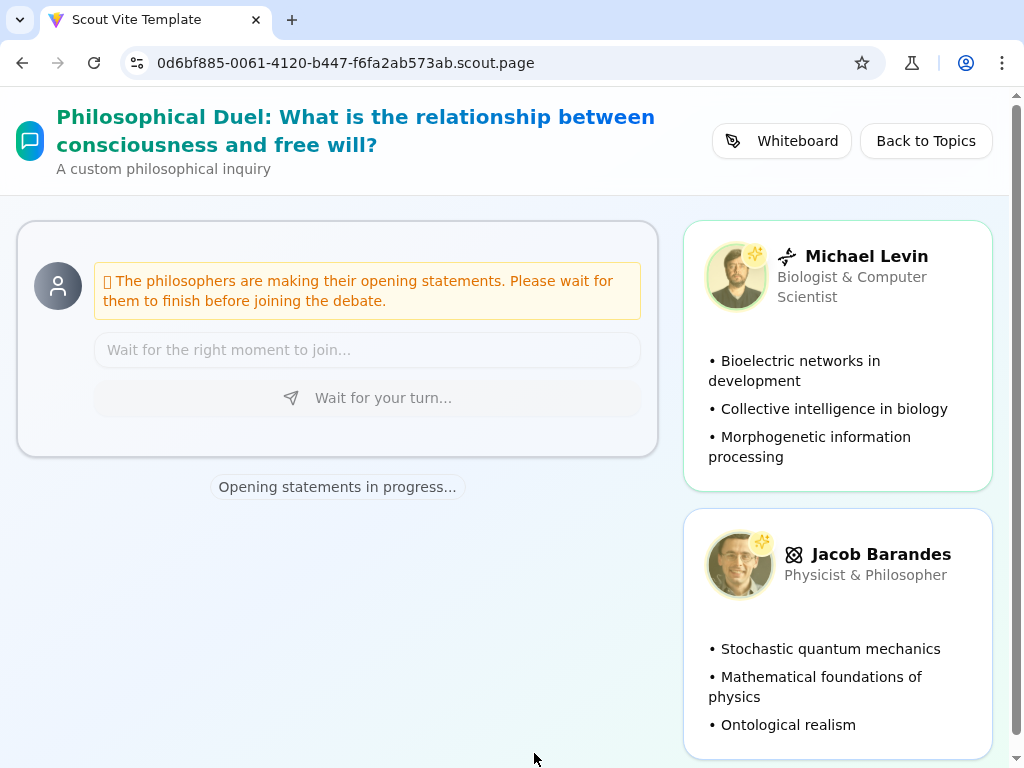 Scout Vite Template
0d6bf885-0061-4120-b447-f6fa2ab573ab.scout.page
Philosophical Duel: What is the relationship between
consciousness and free will?
A custom philosophical inquiry
Whiteboard
Back to Topics
The philosophers are making their opening statements. Please wait for
them to finish before joining the debate.
Wait for the right moment to join...
Wait for your turn...
Opening statements in progress...
Michael Levin
Biologist & Computer
Scientist
• Bioelectric networks in
development
• Collective intelligence in biology
• Morphogenetic information
processing
Jacob Barandes
Physicist & Philosopher
• Stochastic quantum mechanics
• Mathematical foundations of
physics
• Ontological realism